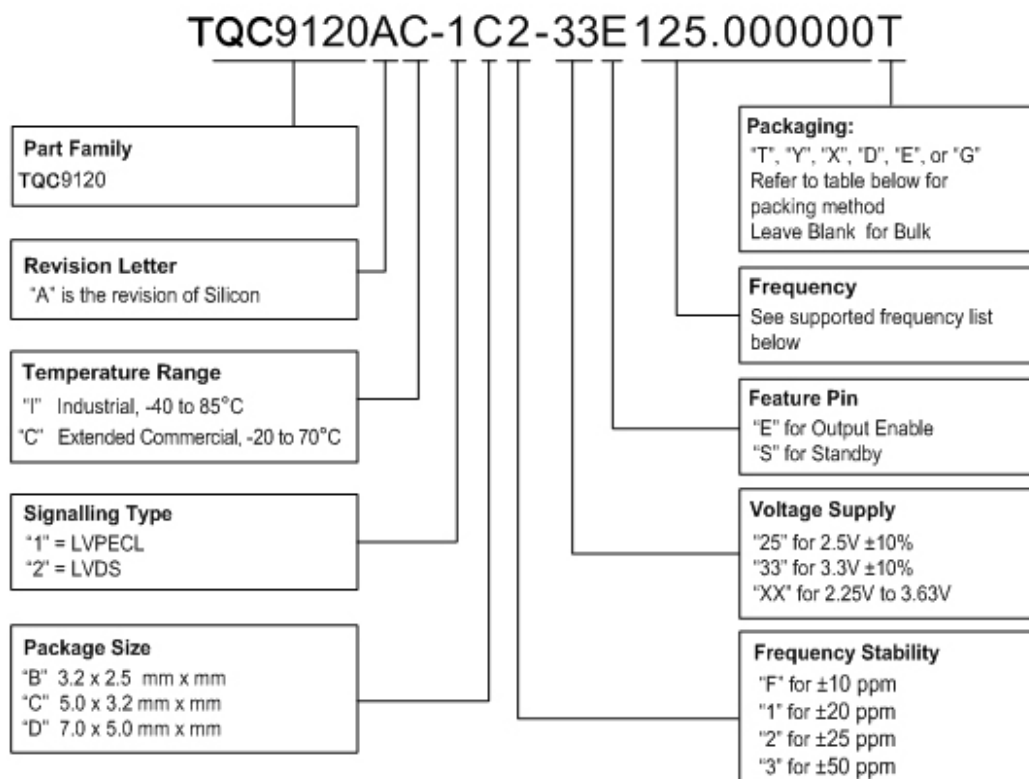 TQC9120AC-1C2-33E125.000000T
Part Family
TQC9120
Revision Letter
"A" is the revision of Silicon
Temperature Range
"I" Industrial, -40 to 85°C
"C" Extended Commercial, -20 to 70°C
Signalling Type
"1" = LVPECL
"2" = LVDS
Package Size
"B" 3.2 x 2.5 mm x mm
"C" 5.0 x 3.2 mm x mm
"D" 7.0 x 5.0 mm x mm
Packaging:
"T", "Y", "X", "D", "E", or "G"
Refer to table below for
packing method
Leave Blank for Bulk
Frequency
See supported frequency list
below
Feature Pin
"E" for Output Enable
"S" for Standby
Voltage Supply
"25" for 2.5V ±10%
"33" for 3.3V ±10%
"XX" for 2.25V to 3.63V
Frequency Stability
"F" for ±10 ppm
"1" for ±20 ppm
"2" for ±25 ppm
"3" for ±50 ppm